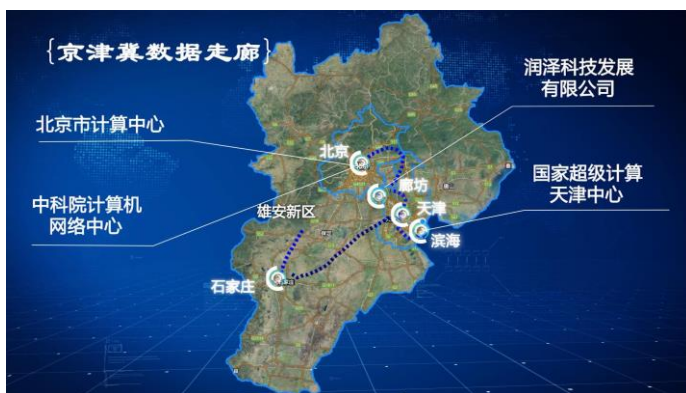 {京津冀数据走廊}
润泽科技发展
有限公司
北京市计算中心
北京
国家超级计算
天津中心
廊坊
中科院计算机
网络中心
雄安新区
天津
滨海
石家庄